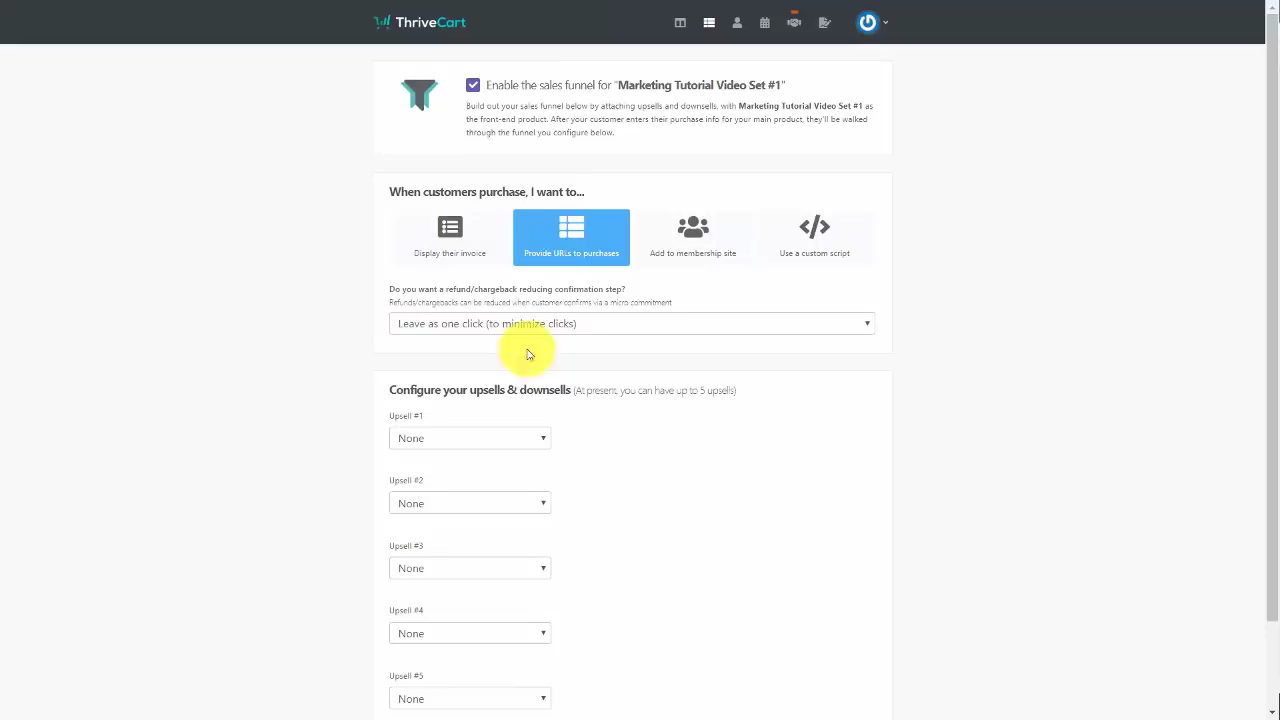 ThriveCart
Enable the sales funnel for "Marketing Tutorial Video Set #1"
Build out your sales funnel below by attaching upsells and downsells, with Marketing Tutorial Video Set #1 as
the front-end product. After your customer enters their purchase info for your main product, they'll be walked
through the funnel you configure below.
When customers purchase, I want to...
Display their invoice
Provide URLs to purchases
Add to membership site
Use a custom script
Do you want a refund/chargeback reducing confirmation step?
Refunds/chargebacks can be reduced when customer confirms via a micro commitment
Leave as one click (to minimize clicks)
Configure your upsells & downsells (At present, you can have up to 5 upsells)
Upsell #1
None
Upsell #2
None
Upsell #3
None
Upsell #4
None
Upsell #5
None